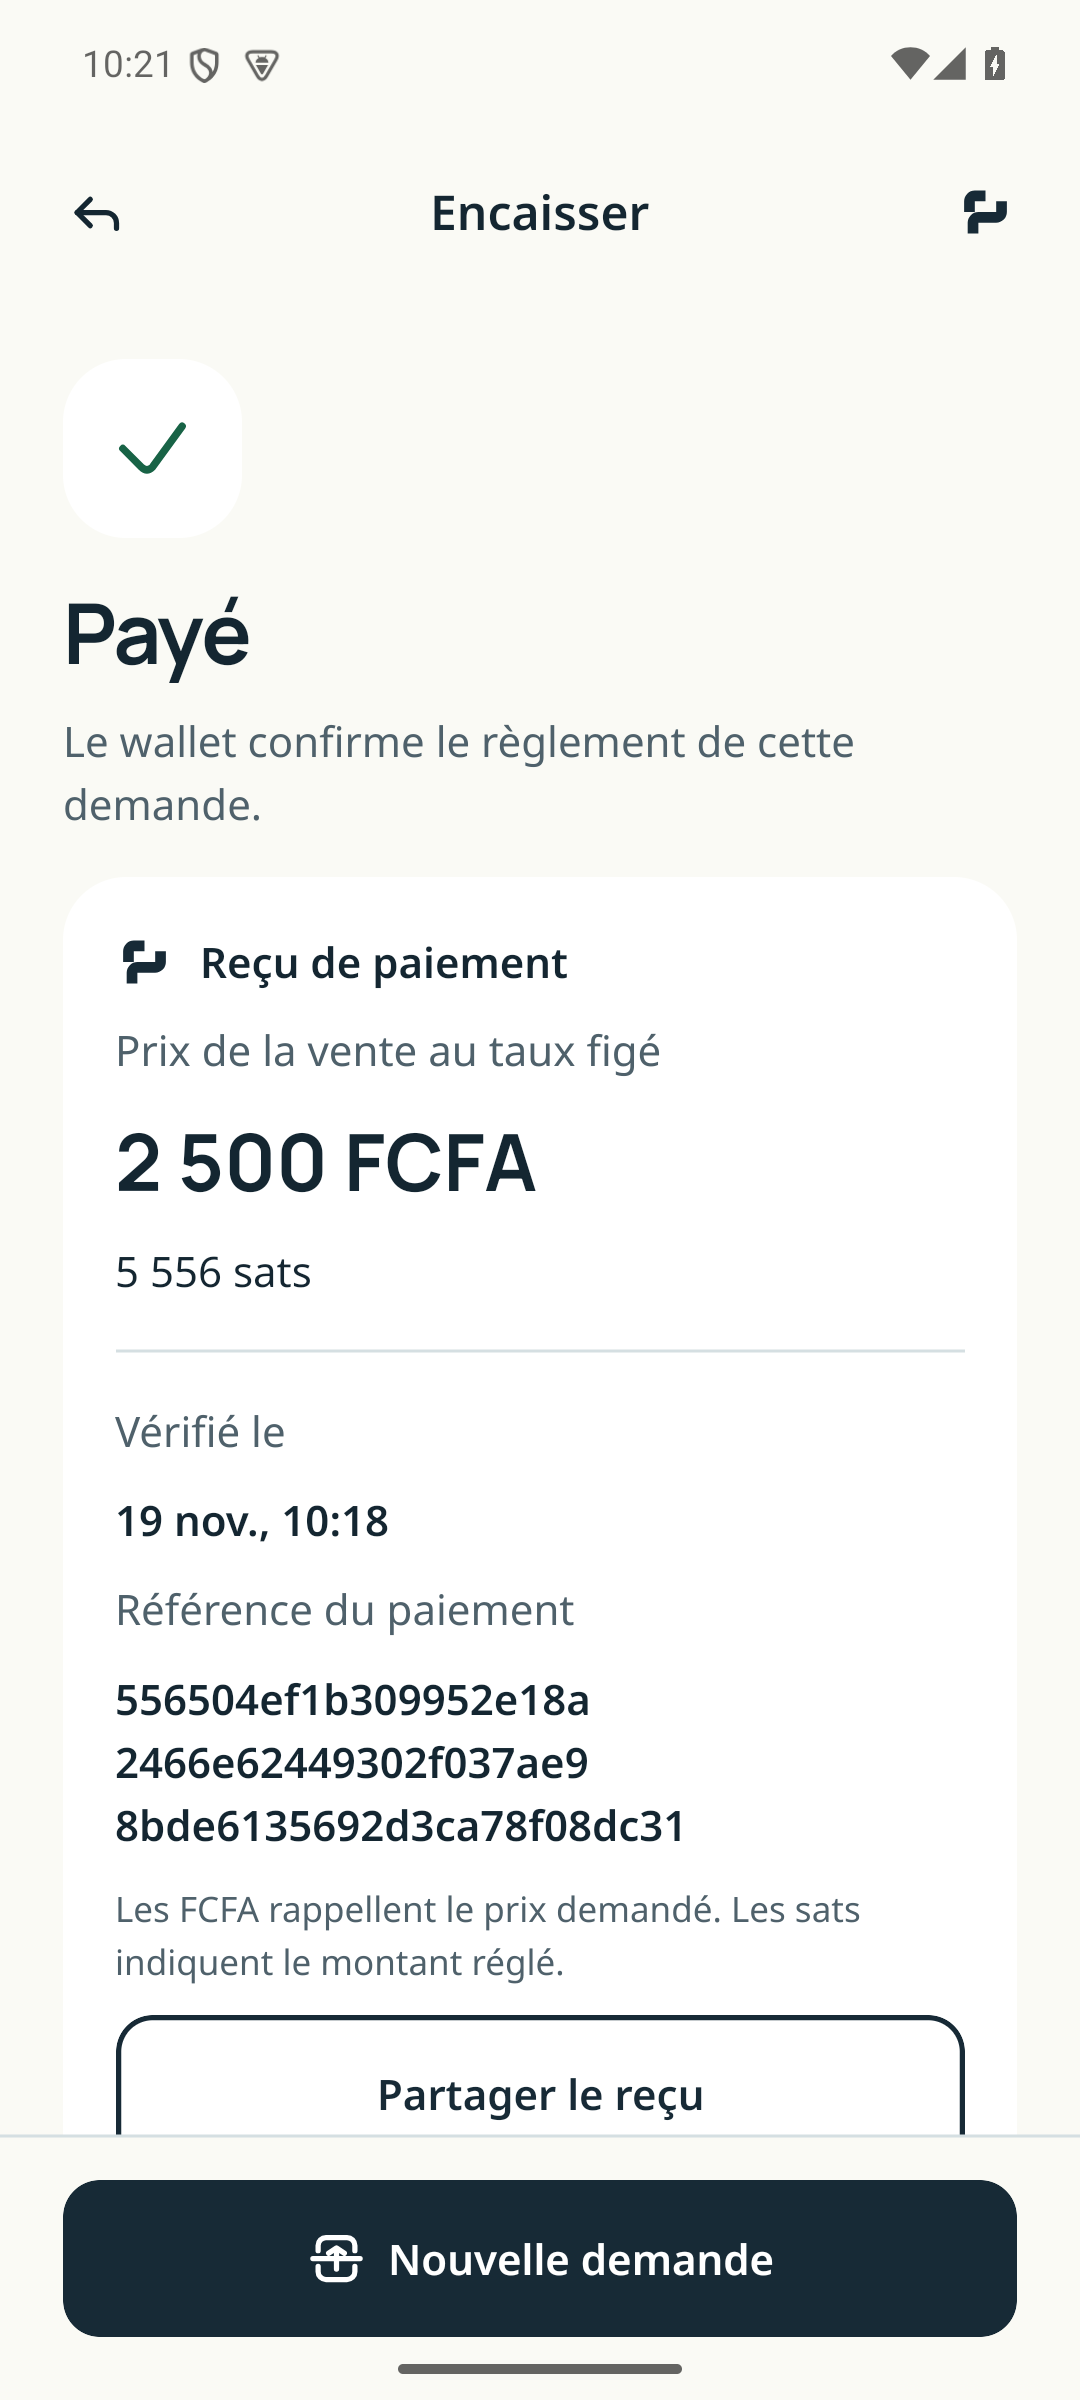 10:21
Encaisser
Payé
Le wallet confirme le règlement de cette
demande.
Reçu de paiement
Prix de la vente au taux figé
2 500 FCFA
5 556 sats
Vérifié le
19 nov., 10:18
Référence du paiement
556504ef1b309952e18a
2466e62449302f037ae9
8bde6135692d3ca78f08dc31
Les FCFA rappellent le prix demandé. Les sats
indiquent le montant réglé.
Partager le reçu
Nouvelle demande